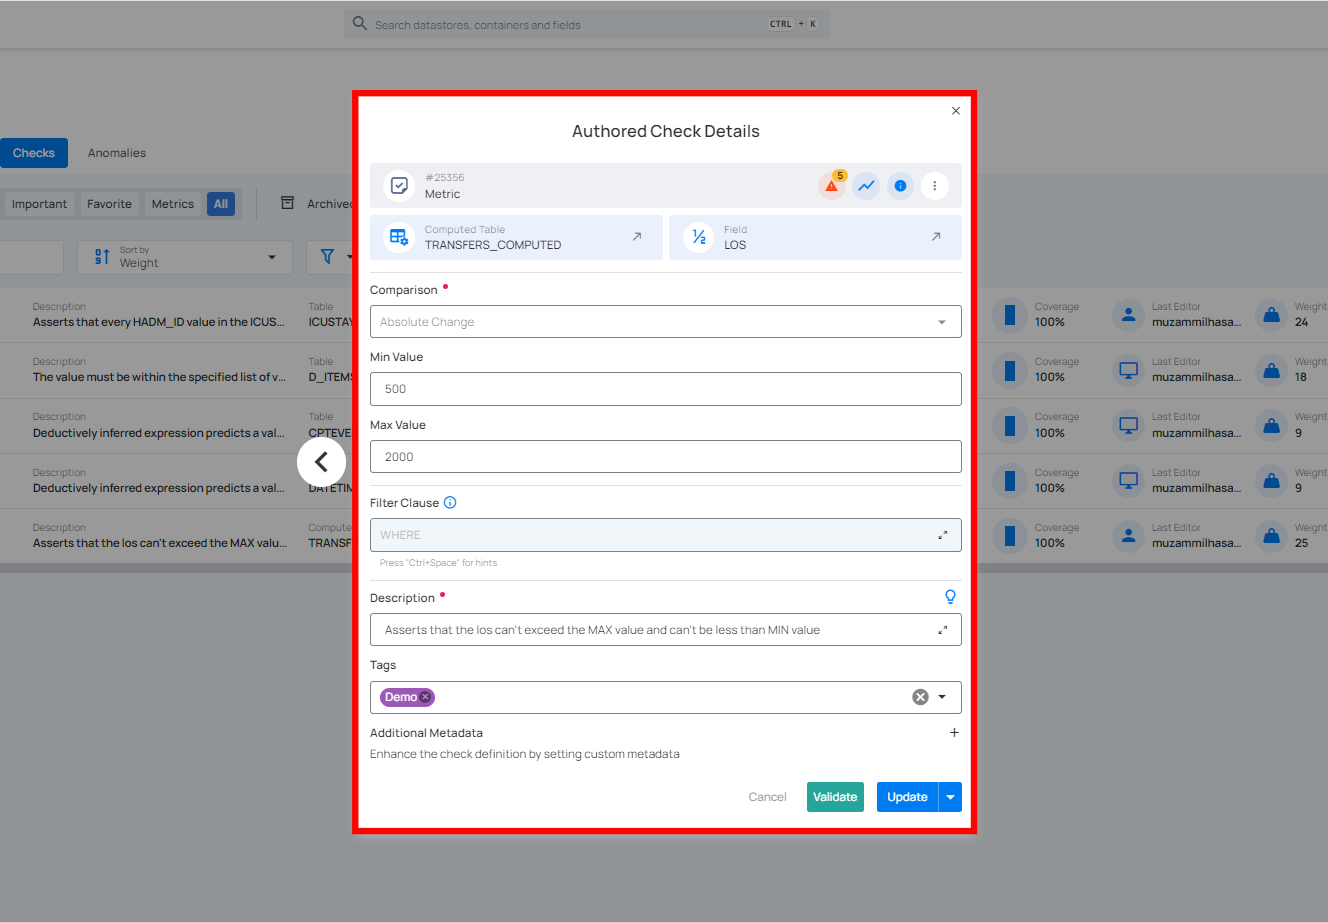 Search datastores, containers and fields CTRL + K
Checks Anomalies
Important Favorite Metrics All Archived
Sort by
Weight
Description Table
Asserts that every HADM_ID value in the ICUS... ICUSTAY
Coverage Last Editor Weight
100% muzammilhasa... 24
Description Table
The value must be within the specified list of v... D_ITEMS
Coverage Last Editor Weight
100% muzammilhasa... 18
Description Table
Deductively inferred expression predicts a val... CPTEVE
Coverage Last Editor Weight
100% muzammilhasa... 9
Description
Deductively inferred expression predicts a val... DATETIM
Coverage Last Editor Weight
100% muzammilhasa... 9
Description Compute
Asserts that the los can't exceed the MAX valu... TRANSF
Coverage Last Editor Weight
100% muzammilhasa... 25
Authored Check Details
#25356
Metric
5
Computed Table
TRANSFERS_COMPUTED
Field
LOS
1/2
Comparison
Absolute Change
Min Value
500
Max Value
2000
Filter Clause
WHERE
Press "Ctrl+Space" for hints
Description
Asserts that the los can't exceed the MAX value and can't be less than MIN value
Tags
Demo
Additional Metadata
Enhance the check definition by setting custom metadata
Cancel Validate Update